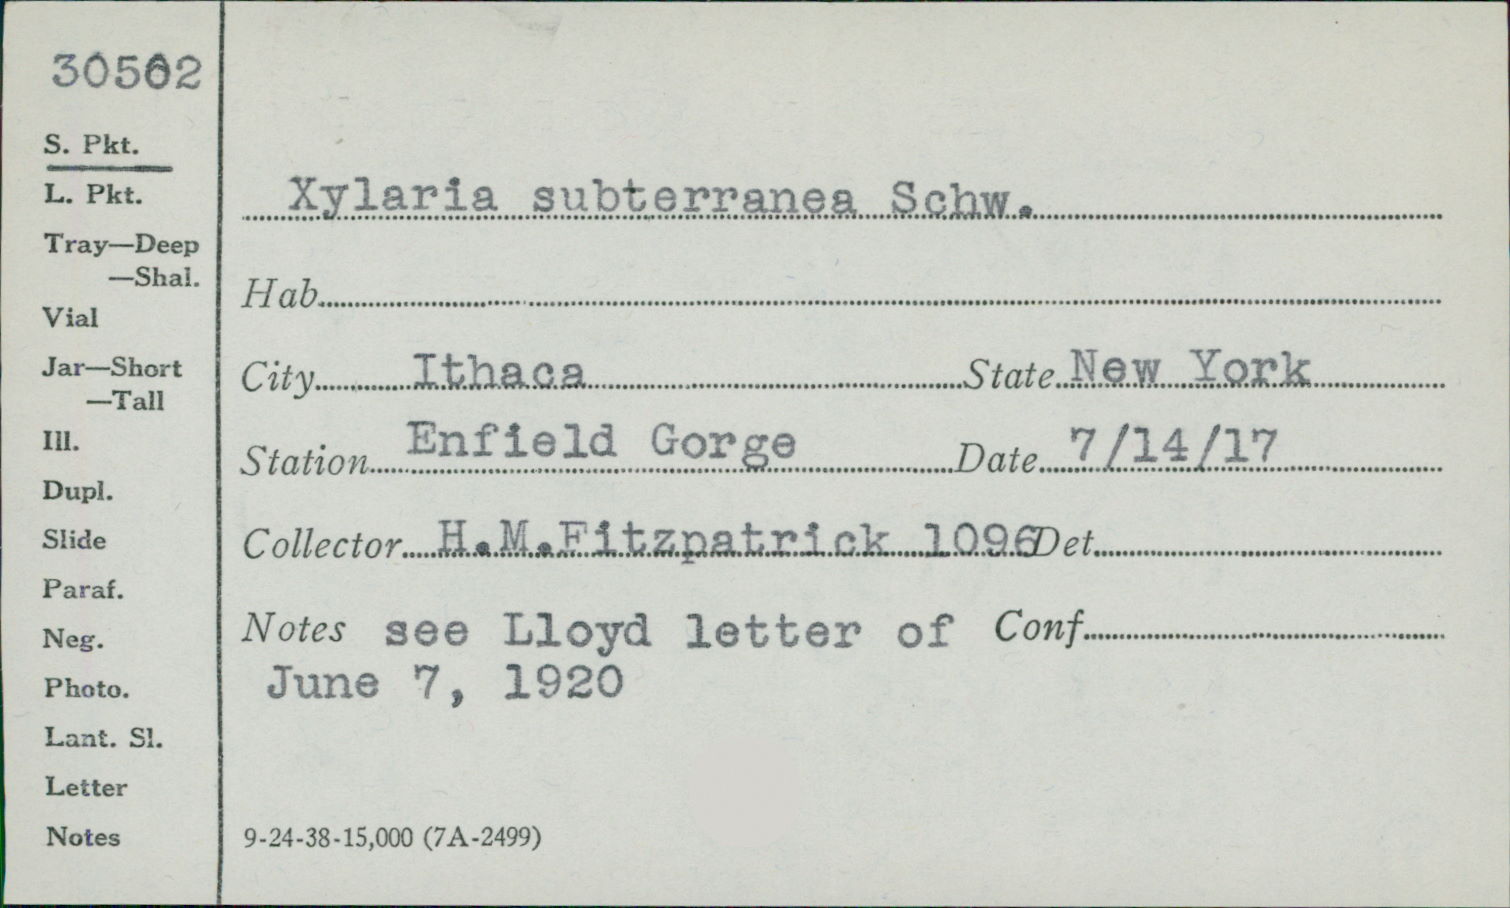 30502
S. Pkt.
L. Pkt.
Tray—Deep
—Shal.
Vial
Jar—Short
—Tall
Ill.
Dupl.
Slide
Paraf.
Neg.
Photo.
Lant. Sl.
Letter
Notes
Xylaria subterranea Schw.
Hab.
City Ithaca State New York
Station Enfield Gorge Date 7/14/17
Collector H.M.Fitzpatrick 1096 Det.
Notes see Lloyd letter of Conf.
June 7, 1920
9-24-38-15,000 (7A-2499)